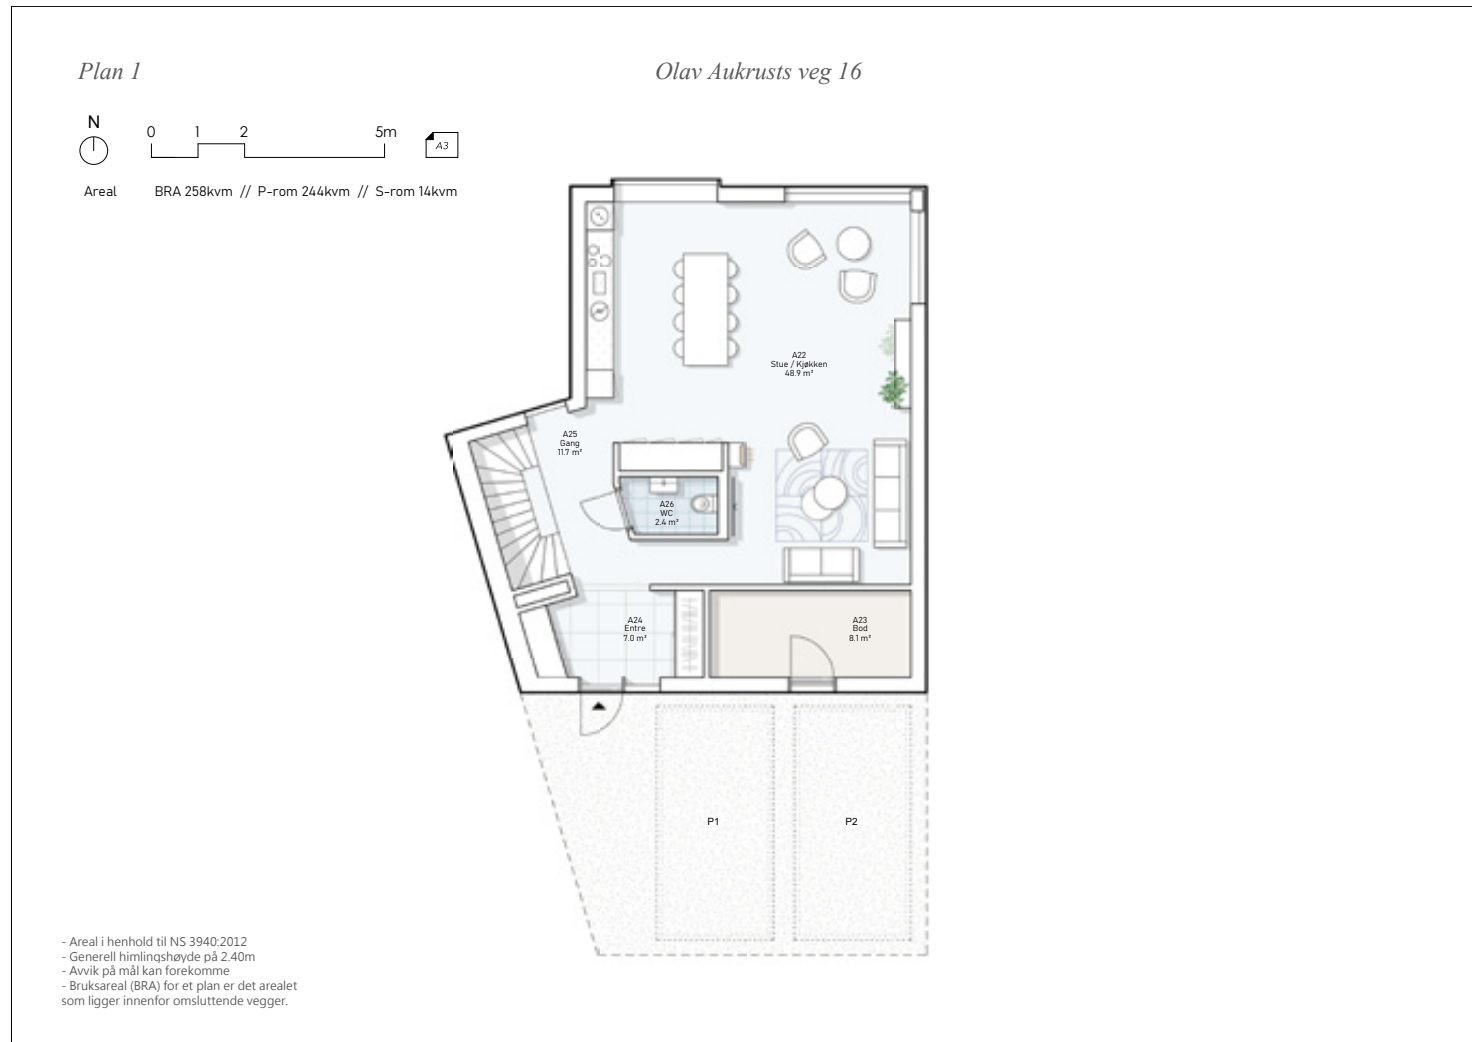 Plan 1
Olav Aukrusts veg 16
N
0 1 2 5m
A3
Areal BRA 258kvm // P-rom 244kvm // S-rom 14kvm
A22
Stue / Kjøkken
48.9 m²
A25
Gang
11.7 m²
A26
WC
2.4 m²
A24
Entre
7.0 m²
A23
Bod
8.1 m²
P1
P2
- Areal i henhold til NS 3940:2012
- Generell himlingshøyde på 2.40m
- Avvik på mål kan forekomme
- Bruksareal (BRA) for et plan er det arealet
som ligger innenfor omsluttende vegger.